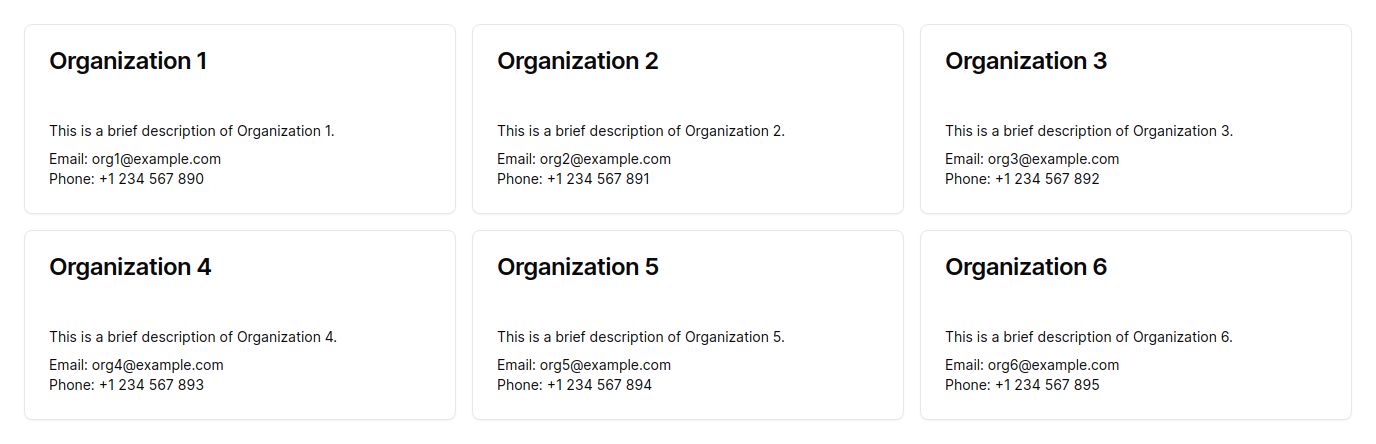 Organization 1
This is a brief description of Organization 1.
Email: org1@example.com
Phone: +1 234 567 890
Organization 2
This is a brief description of Organization 2.
Email: org2@example.com
Phone: +1 234 567 891
Organization 3
This is a brief description of Organization 3.
Email: org3@example.com
Phone: +1 234 567 892
Organization 4
This is a brief description of Organization 4.
Email: org4@example.com
Phone: +1 234 567 893
Organization 5
This is a brief description of Organization 5.
Email: org5@example.com
Phone: +1 234 567 894
Organization 6
This is a brief description of Organization 6.
Email: org6@example.com
Phone: +1 234 567 895